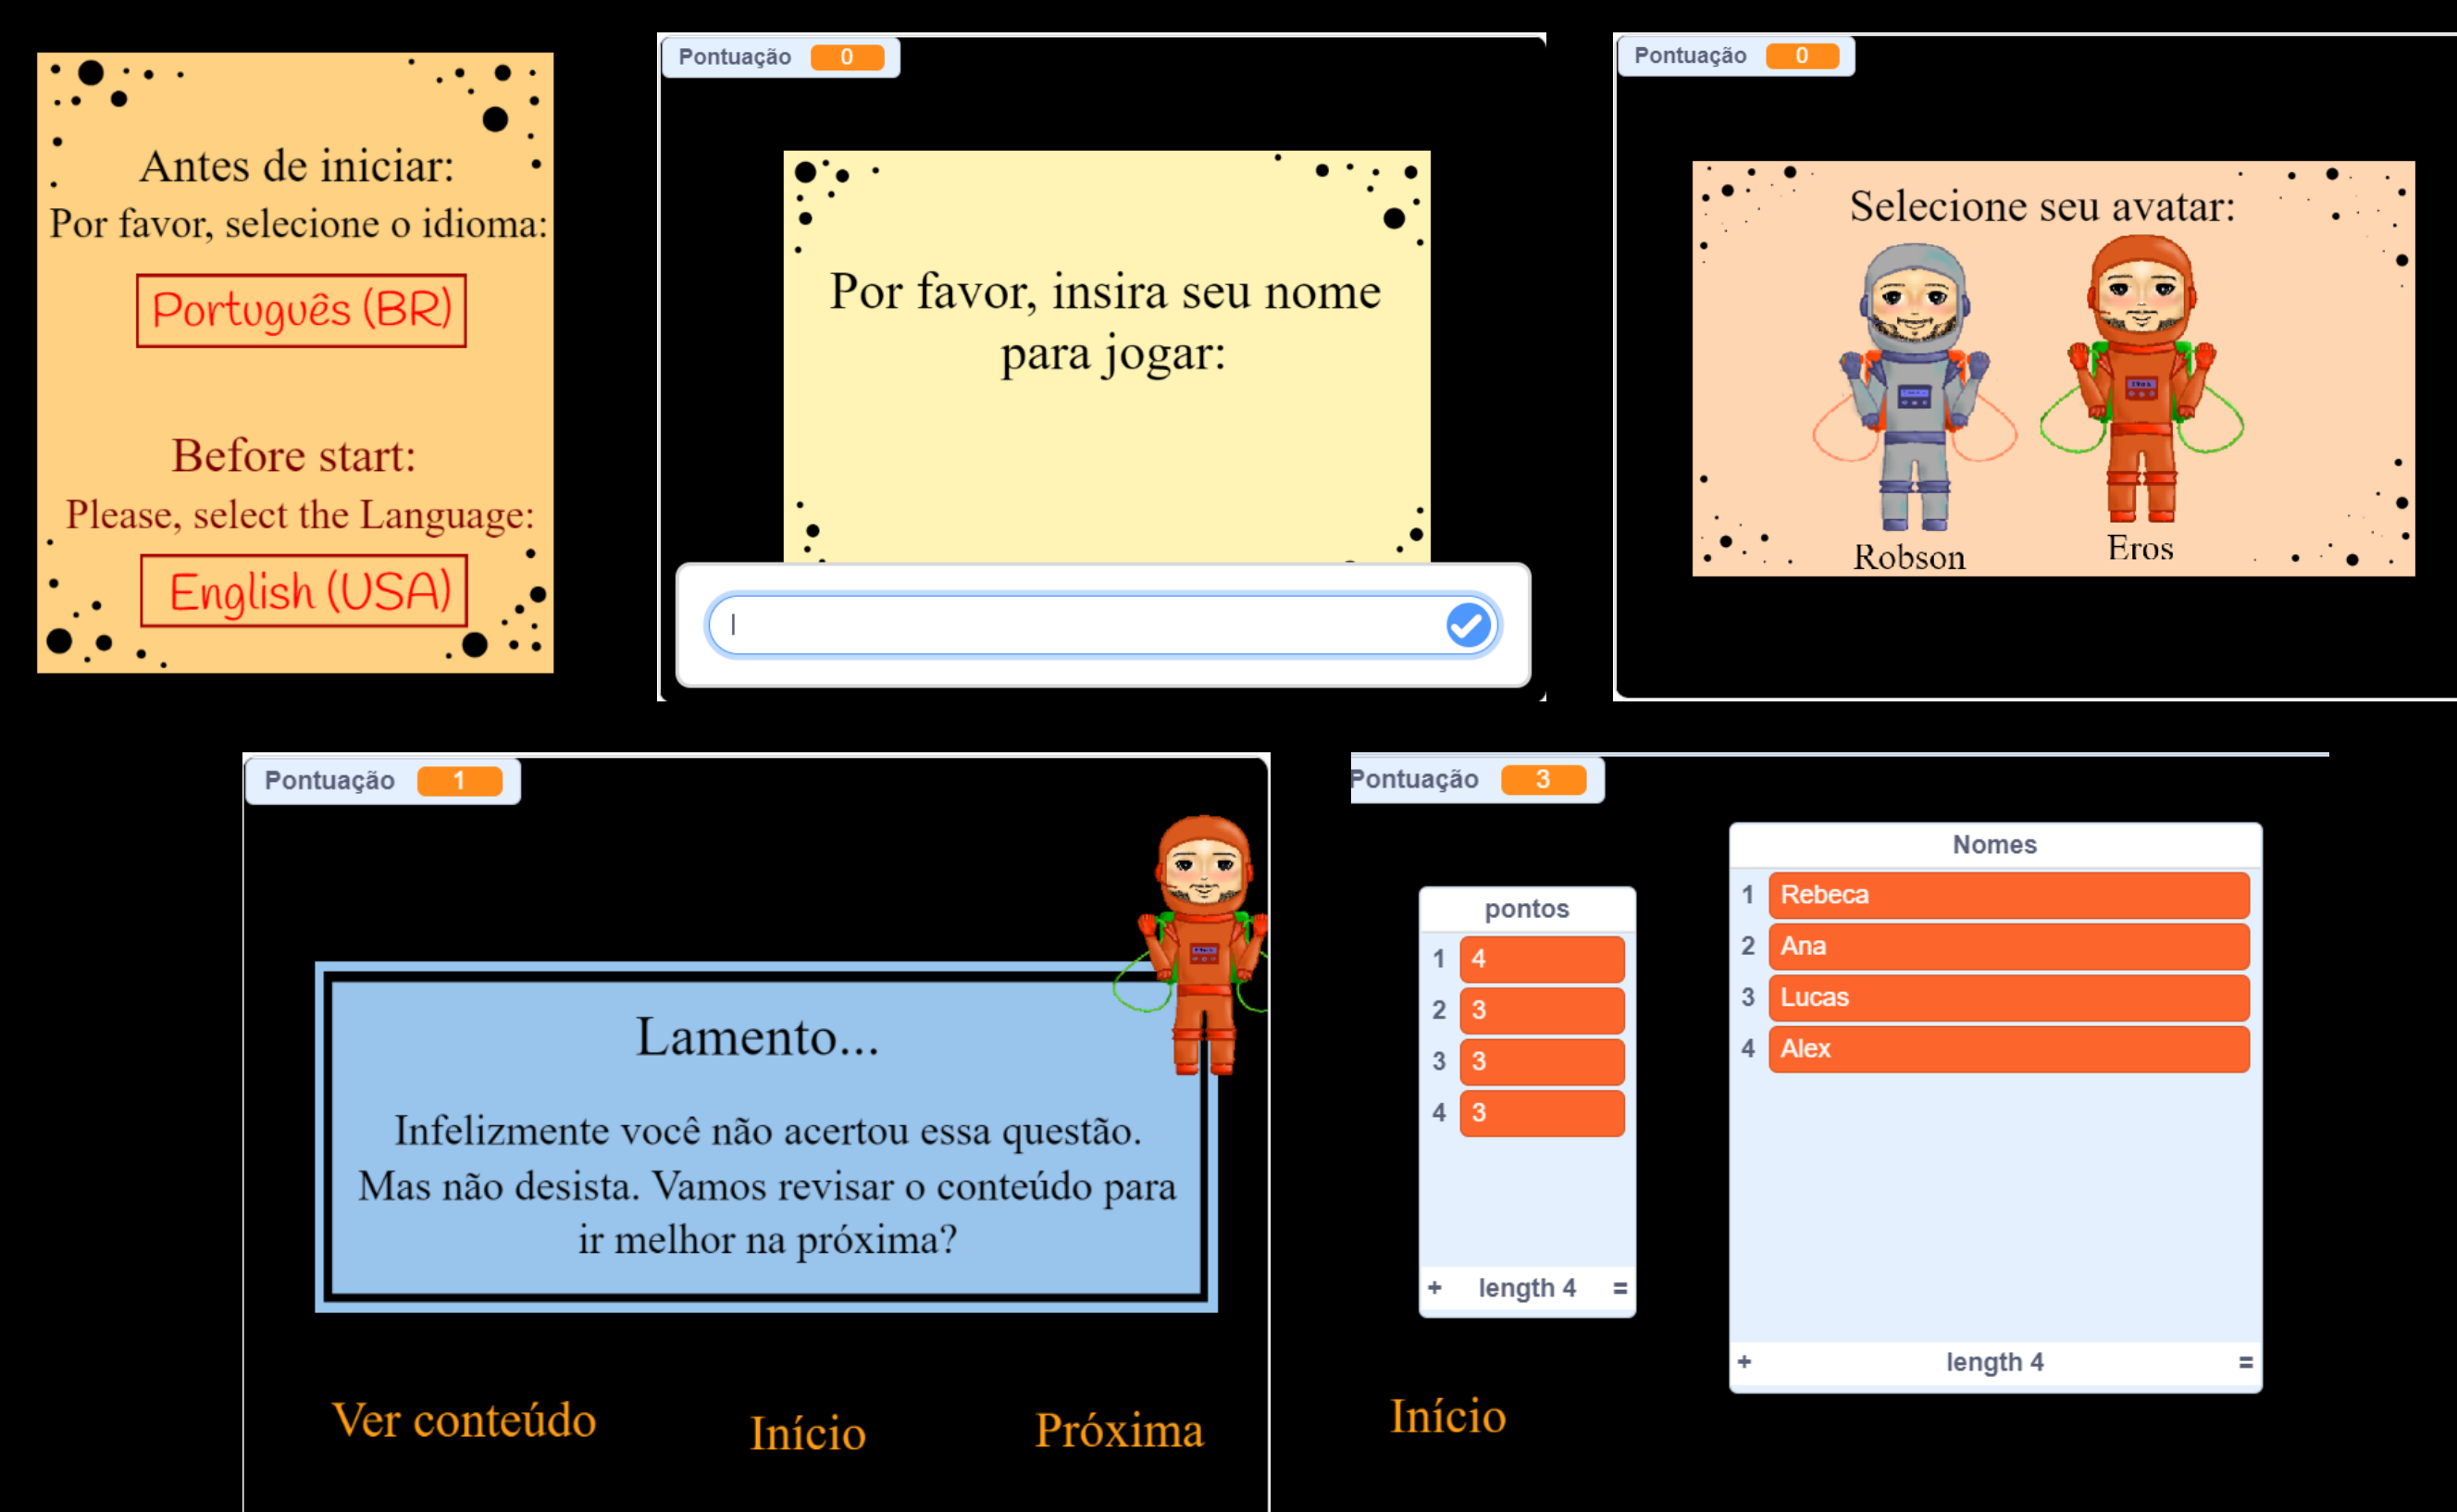 Antes de iniciar:
Por favor, selecione o idioma:
Português (BR)
Before start:
Please, select the Language:
English (USA)
Pontuação 0
Por favor, insira seu nome
para jogar:
Pontuação 0
Selecione seu avatar:
Robson
Eros
Pontuação 1
Lamento...
Infelizmente você não acertou essa questão.
Mas não desista. Vamos revisar o conteúdo para
ir melhor na próxima?
Ver conteúdo
Início
Próxima
Pontuação 3
pontos
1 4
2 3
3 3
4 3
+ length 4 =
Nomes
1 Rebeca
2 Ana
3 Lucas
4 Alex
+ length 4 =
Início